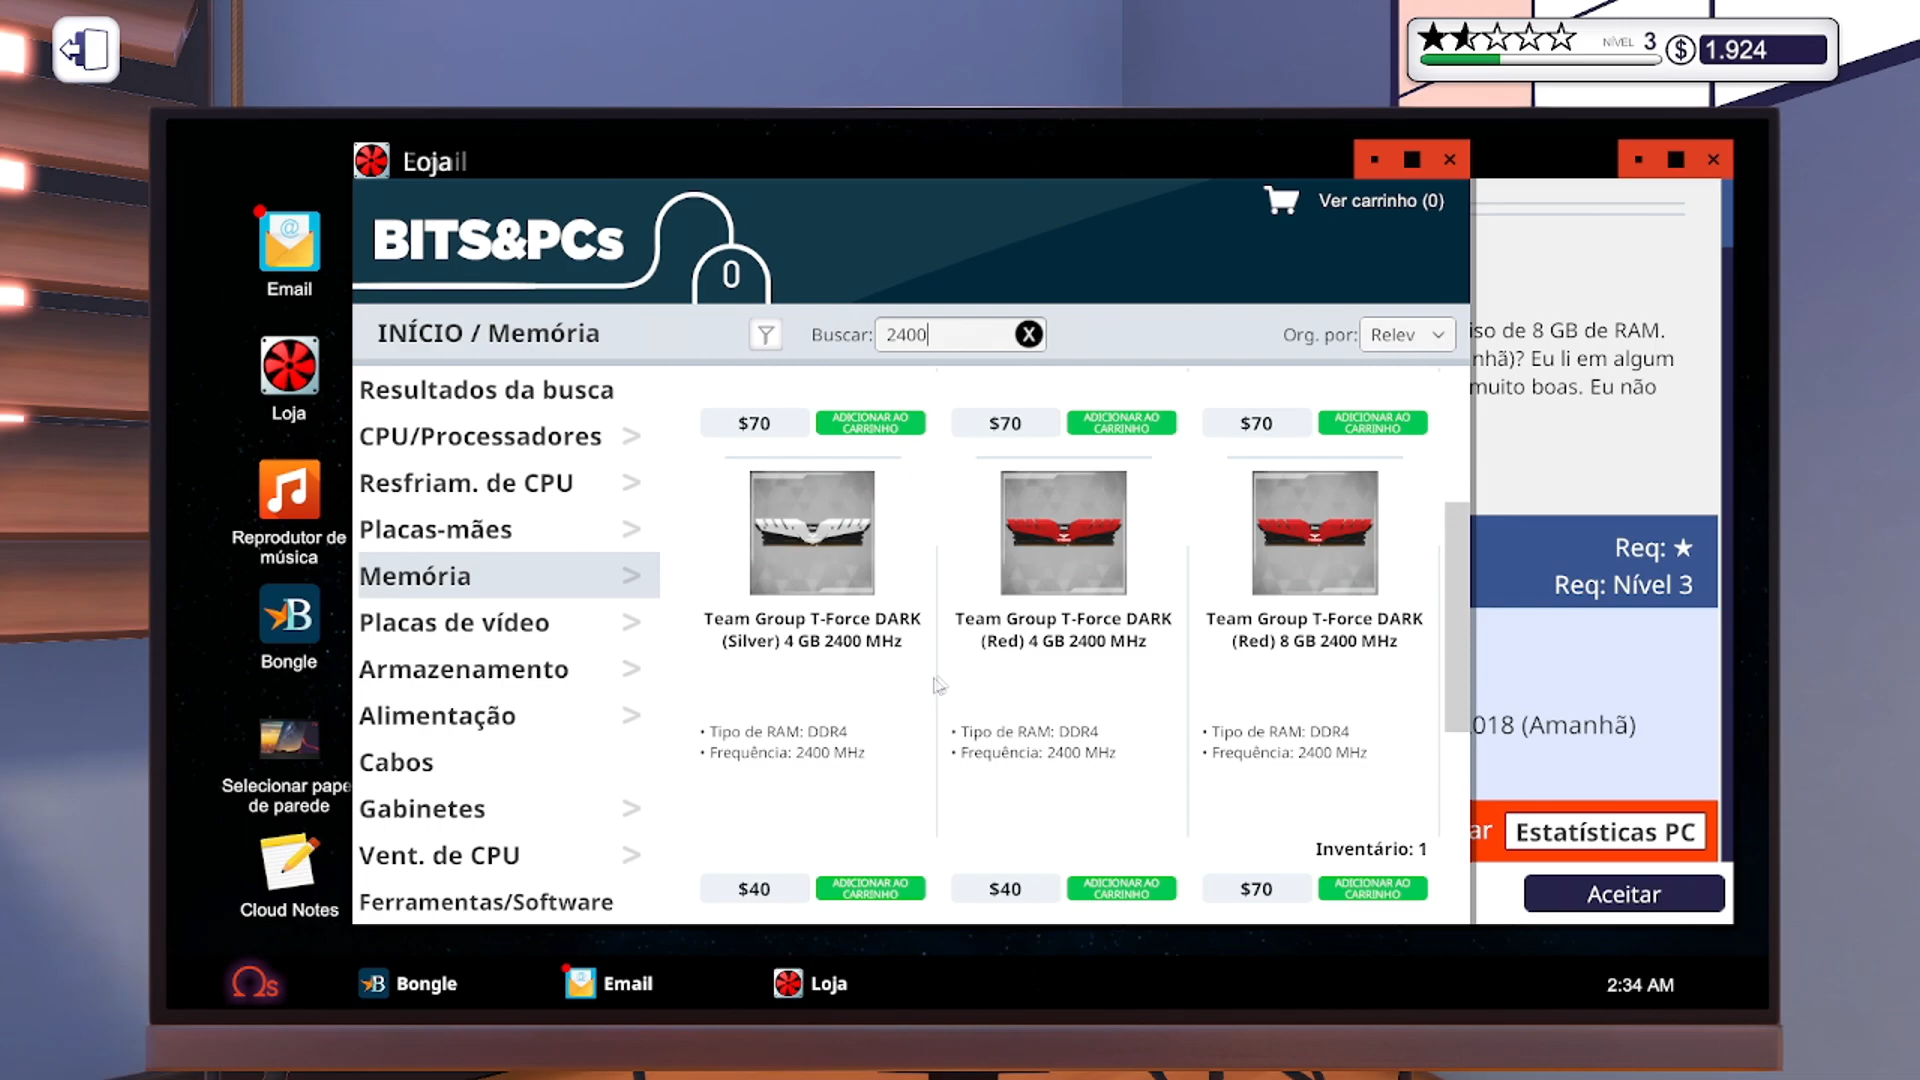 NÍVEL 3
$ 1.924
Loja
Ver carrinho (0)
BITS&PCs
INÍCIO / Memória
Buscar: 2400
X
Org. por: Relev
Resultados da busca
CPU/Processadores >
Resfriam. de CPU >
Placas-mães >
Memória >
Placas de vídeo >
Armazenamento >
Alimentação >
Cabos
Gabinetes >
Vent. de CPU >
Ferramentas/Software
$70
ADICIONAR AO
CARRINHO
$70
ADICIONAR AO
CARRINHO
$70
ADICIONAR AO
CARRINHO
Team Group T-Force DARK
(Silver) 4 GB 2400 MHz
• Tipo de RAM: DDR4
• Frequência: 2400 MHz
$40
ADICIONAR AO
CARRINHO
Team Group T-Force DARK
(Red) 4 GB 2400 MHz
• Tipo de RAM: DDR4
• Frequência: 2400 MHz
$40
ADICIONAR AO
CARRINHO
Team Group T-Force DARK
(Red) 8 GB 2400 MHz
• Tipo de RAM: DDR4
• Frequência: 2400 MHz
Inventário: 1
$70
ADICIONAR AO
CARRINHO
iso de 8 GB de RAM.
nhã)? Eu li em algum
muito boas. Eu não
Req: ★
Req: Nível 3
018 (Amanhã)
ar
Estatísticas PC
Aceitar
Email
Loja
Reprodutor de
música
B
Bongle
Selecionar pape
de parede
Cloud Notes
Ωs
B Bongle
Email
Loja
2:34 AM